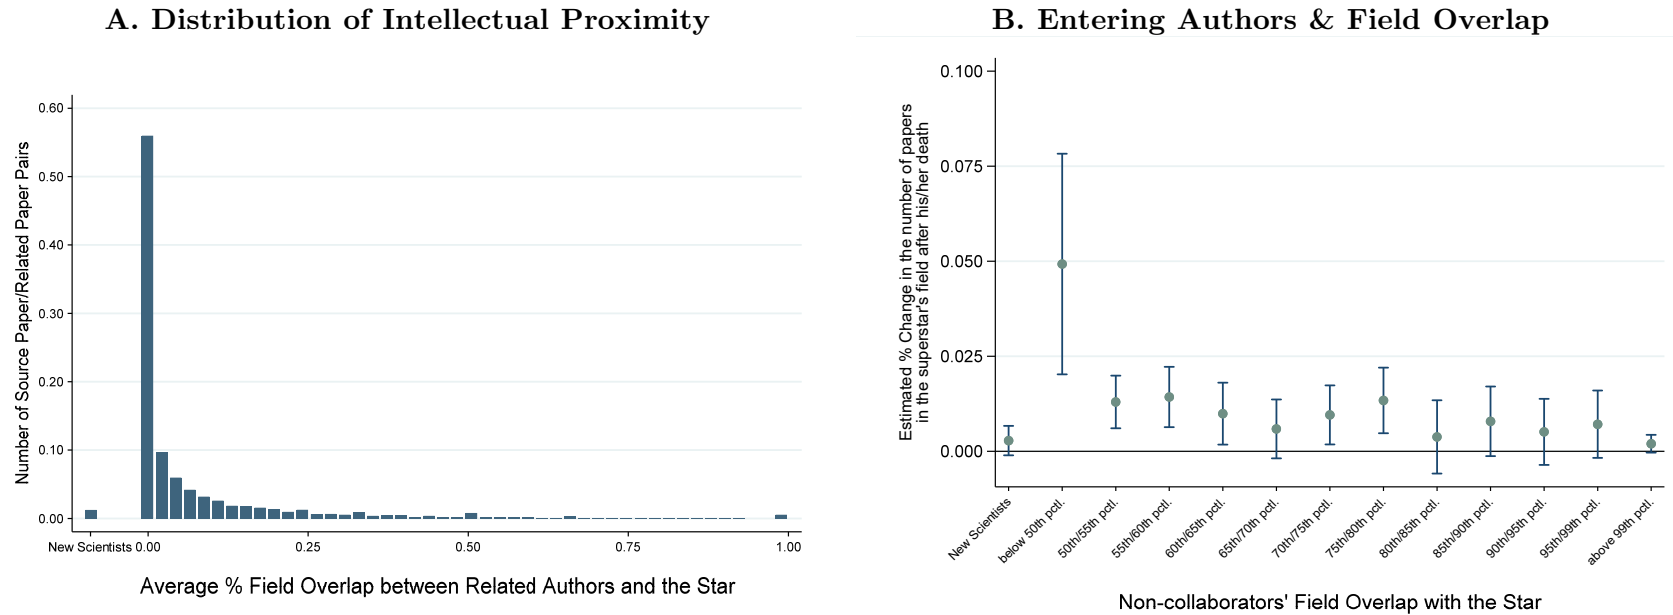 A. Distribution of Intellectual Proximity
Number of Source Paper/Related Paper Pairs
0.60
0.50
0.40
0.30
0.20
0.10
0.00
New Scientists 0.00 0.25 0.50 0.75 1.00
Average % Field Overlap between Related Authors and the Star
B. Entering Authors & Field Overlap
Estimated % Change in the number of papers
in the superstar's field after his/her death
0.100
0.075
0.050
0.025
0.000
New Scientists
below 50th pctl.
50th/55th pctl.
55th/60th pctl.
60th/65th pctl.
65th/70th pctl.
70th/75th pctl.
75th/80th pctl.
80th/85th pctl.
85th/90th pctl.
90th/95th pctl.
95th/99th pctl.
above 99th pctl.
Non-collaborators' Field Overlap with the Star